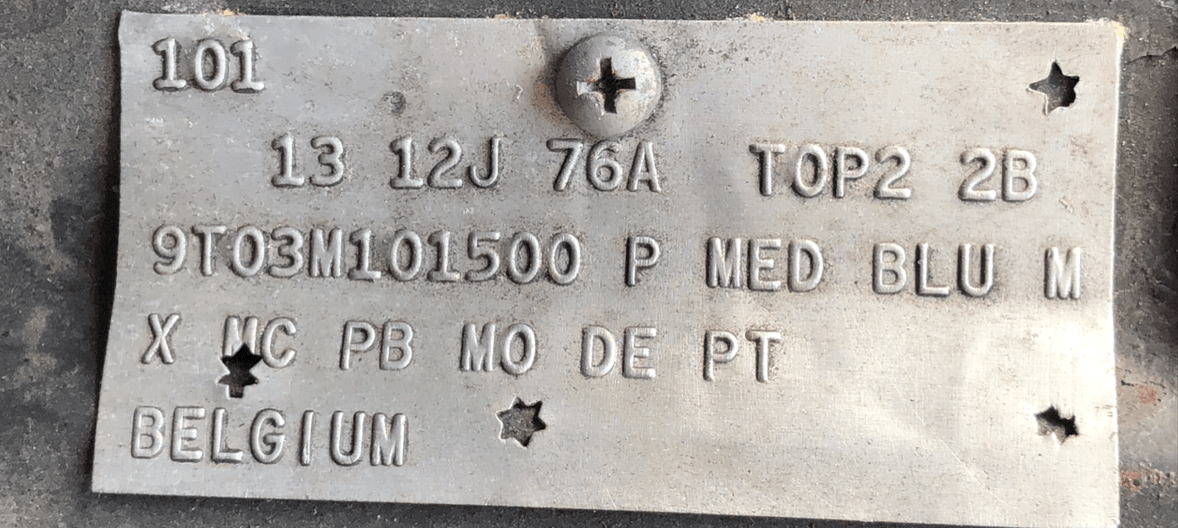 101
13 12J 76A TOP2 2B
9T03M101500 P MED BLU M
X MC PB MO DE PT
BELGIUM